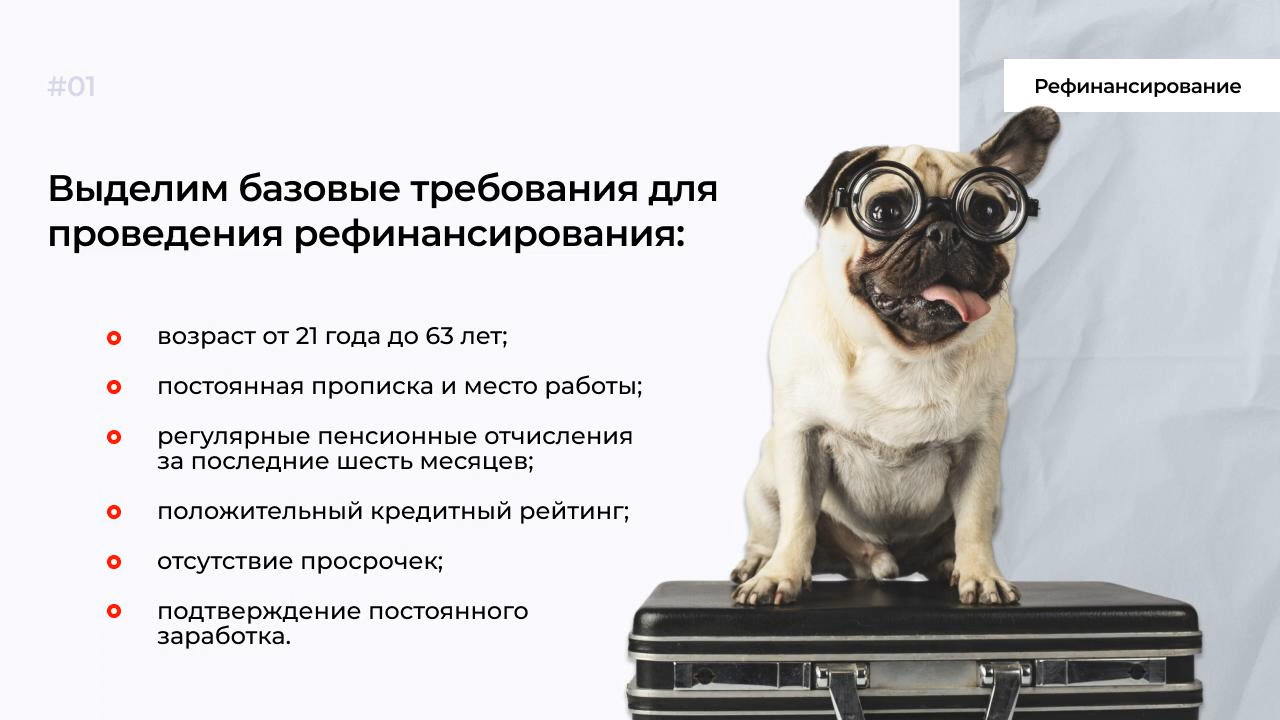 #01
Рефинансирование
Выделим базовые требования для
проведения рефинансирования:
возраст от 21 года до 63 лет;
постоянная прописка и место работы;
регулярные пенсионные отчисления
за последние шесть месяцев;
положительный кредитный рейтинг;
отсутствие просрочек;
подтверждение постоянного
заработка.